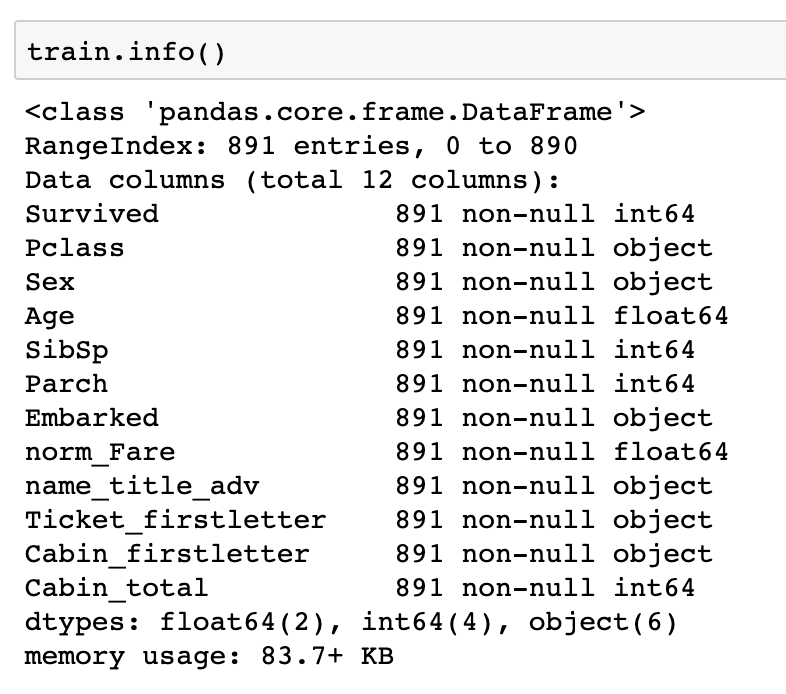 train.info()
<class 'pandas.core.frame.DataFrame'>
RangeIndex: 891 entries, 0 to 890
Data columns (total 12 columns):
Survived              891 non-null int64
Pclass                891 non-null object
Sex                   891 non-null object
Age                   891 non-null float64
SibSp                 891 non-null int64
Parch                 891 non-null int64
Embarked              891 non-null object
norm_Fare             891 non-null float64
name_title_adv        891 non-null object
Ticket_firstletter    891 non-null object
Cabin_firstletter     891 non-null object
Cabin_total           891 non-null int64
dtypes: float64(2), int64(4), object(6)
memory usage: 83.7+ KB